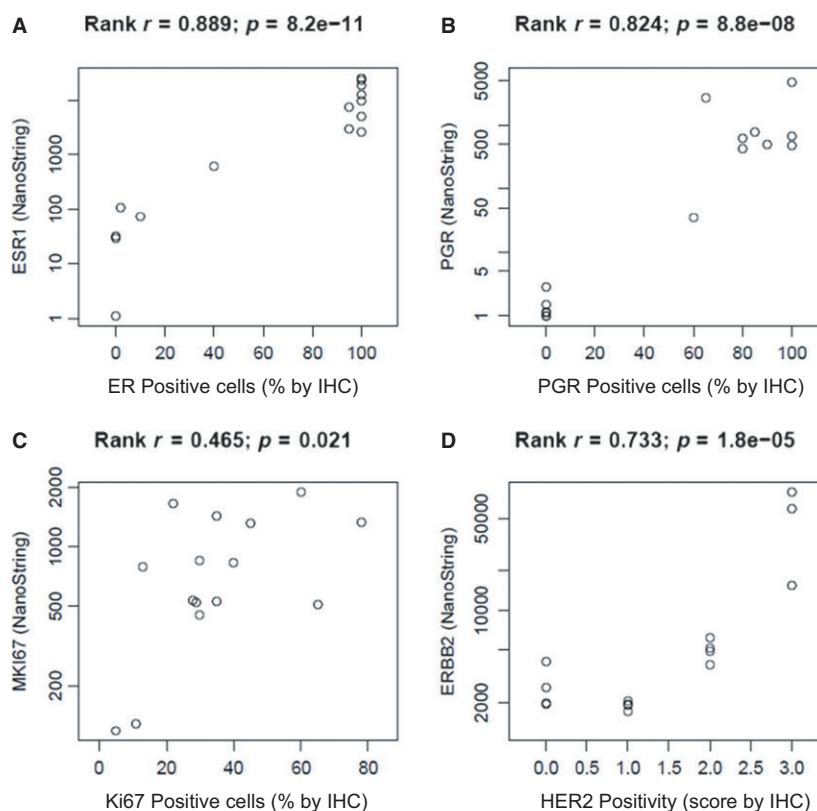 A
Rank r = 0.889; p = 8.2e−11
ESR1 (NanoString)
1000
100
10
1
0 20 40 60 80 100
ER Positive cells (% by IHC)
B
Rank r = 0.824; p = 8.8e−08
PGR (NanoString)
5000
500
50
5
1
0 20 40 60 80 100
PGR Positive cells (% by IHC)
C
Rank r = 0.465; p = 0.021
MKI67 (NanoString)
2000
1000
500
200
0 20 40 60 80
Ki67 Positive cells (% by IHC)
D
Rank r = 0.733; p = 1.8e−05
ERBB2 (NanoString)
50000
10000
2000
0.0 0.5 1.0 1.5 2.0 2.5 3.0
HER2 Positivity (score by IHC)